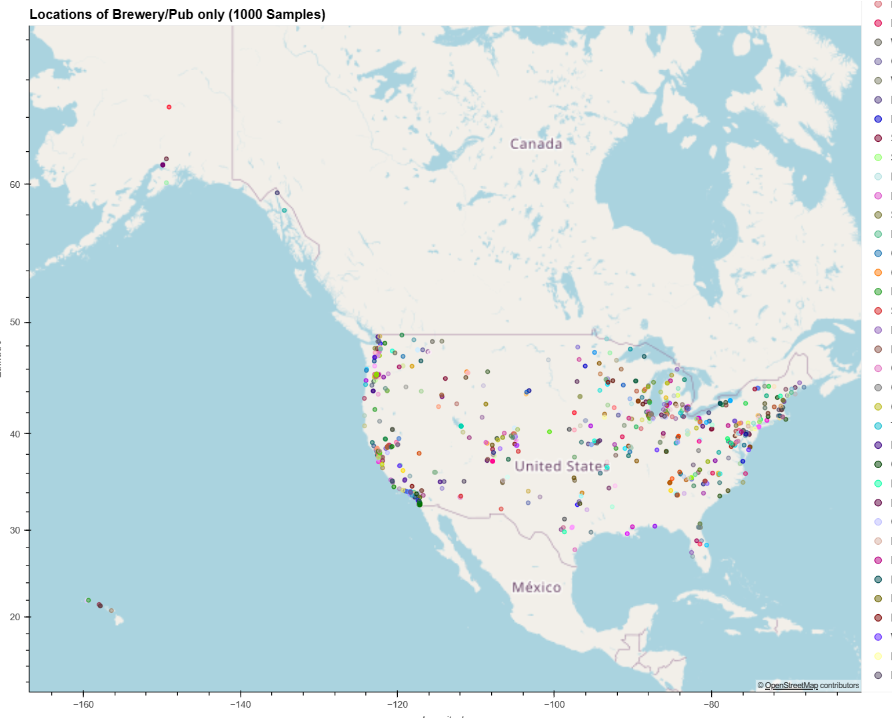 Locations of Brewery/Pub only (1000 Samples)
Canada
60
50
40
United States
30
México
20
© OpenStreetMap contributors
−160
−140
−120
−100
−80